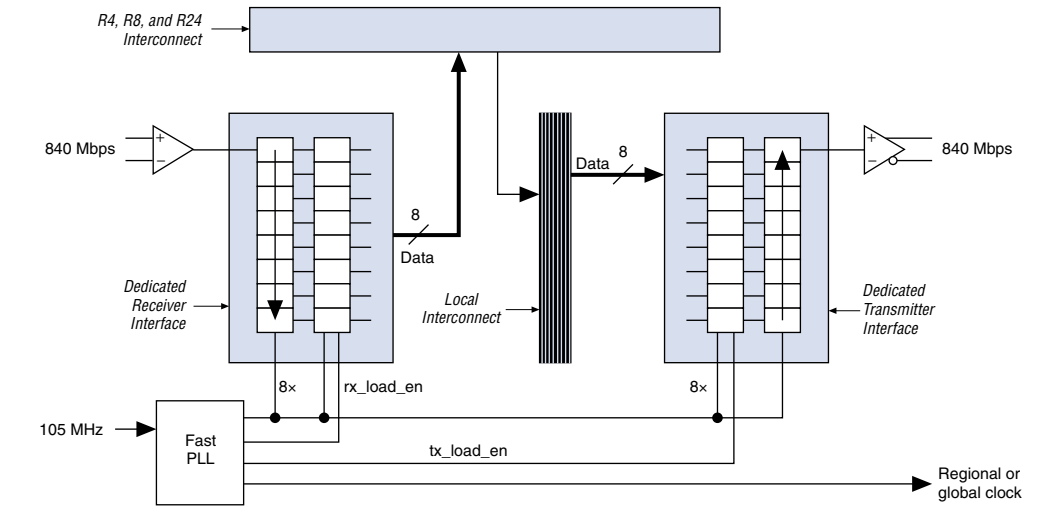 R4, R8, and R24
Interconnect
840 Mbps
+
−
8
Data
Data
8
+
−
840 Mbps
Dedicated
Receiver
Interface
Local
Interconnect
Dedicated
Transmitter
Interface
8×
rx_load_en
8×
105 MHz
Fast
PLL
tx_load_en
Regional or
global clock